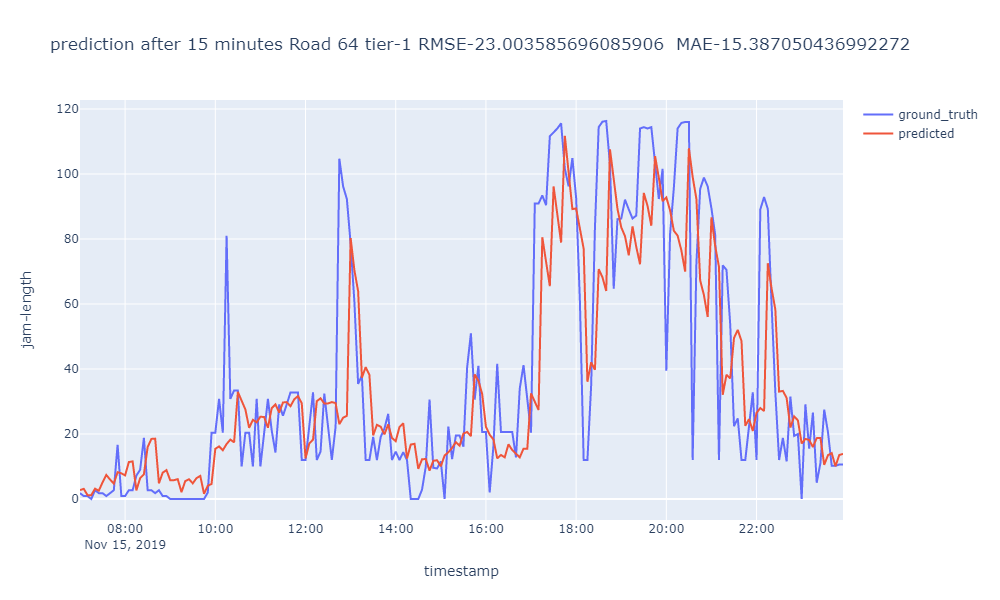 prediction after 15 minutes Road 64 tier-1 RMSE-23.003585696085906  MAE-15.387050436992272
ground_truth
predicted
120
100
80
60
40
20
0
jam-length
08:00 10:00 12:00 14:00 16:00 18:00 20:00 22:00
Nov 15, 2019
timestamp